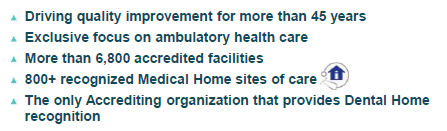 Driving quality improvement for more than 45 years
Exclusive focus on ambulatory health care
More than 6,800 accredited facilities
800+ recognized Medical Home sites of care
The only Accrediting organization that provides Dental Home
recognition